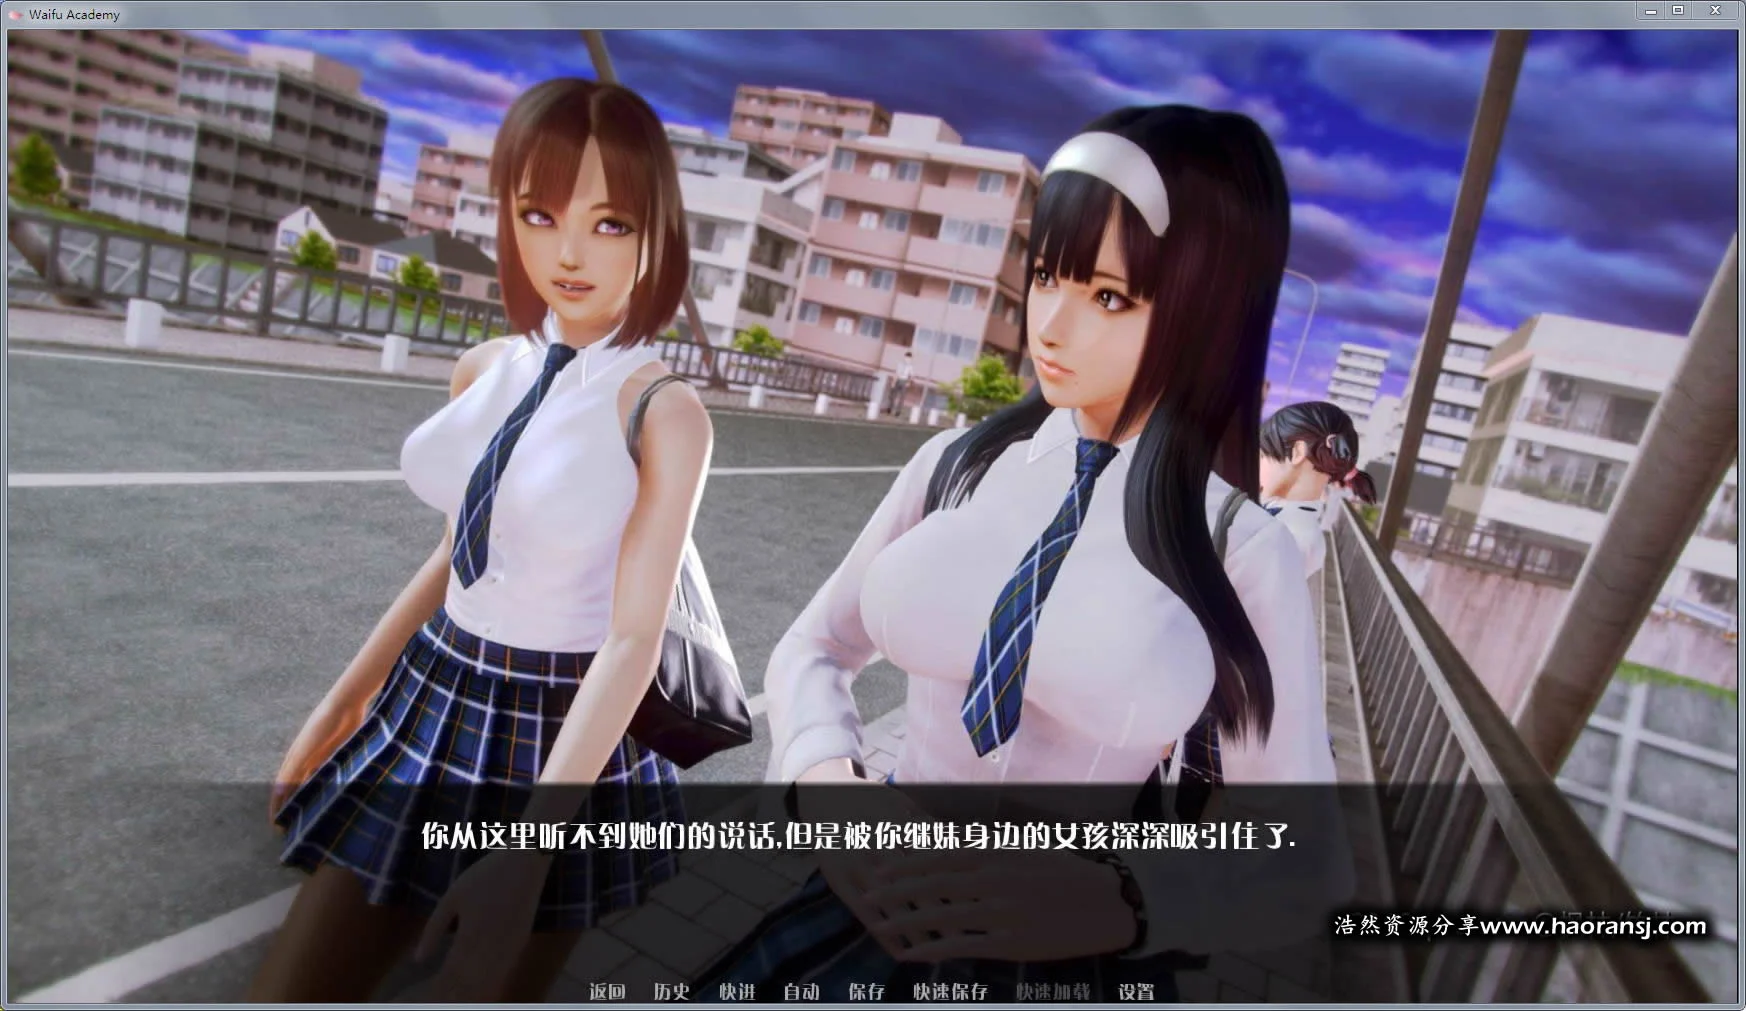 Waifu Academy
你从这里听不到她们的说话,但是被你继妹身边的女孩深深吸引住了.
浩然资源分享www.haoransj.com
返回 历史 快进 自动 保存 快速保存 快速加载 设置